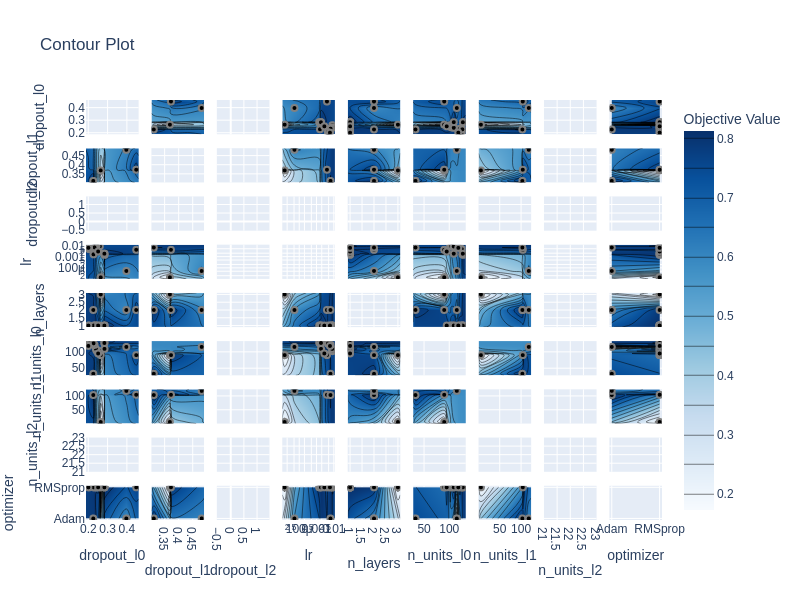 Contour Plot
Objective Value
0.8
0.7
0.6
0.5
0.4
0.3
0.2
dropout_l0
0.4
0.3
0.2
dropout_l1
0.45
0.4
0.35
dropout_l2
1
0.5
0
−0.5
lr
0.01
0.001
n_layers
3
2.5
2
1.5
1
n_units_l0
100
50
n_units_l1
100
50
n_units_l2
23
22.5
22
21.5
21
optimizer
RMSprop
Adam
0.2 0.3 0.4
0.35 0.4 0.45
−0.5 0 0.5 1
1 1.5 2 2.5 3
50 100
50 100
21 21.5 22 22.5 23
Adam RMSprop
dropout_l0
dropout_l1
dropout_l2
lr
n_layers
n_units_l0
n_units_l1
n_units_l2
optimizer